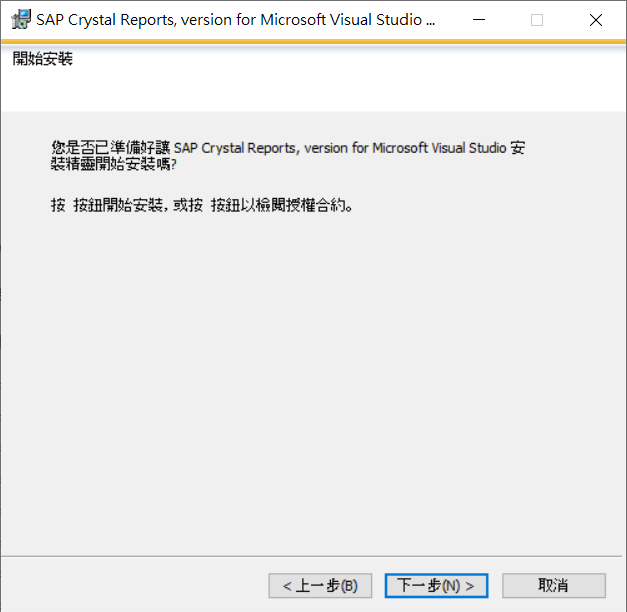 SAP Crystal Reports, version for Microsoft Visual Studio ...
開始安裝
您是否已準備好讓 SAP Crystal Reports, version for Microsoft Visual Studio 安
裝精靈開始安裝嗎?
按 按鈕開始安裝, 或按 按鈕以檢閱授權合約。
< 上一步(B)
下一步(N) >
取消